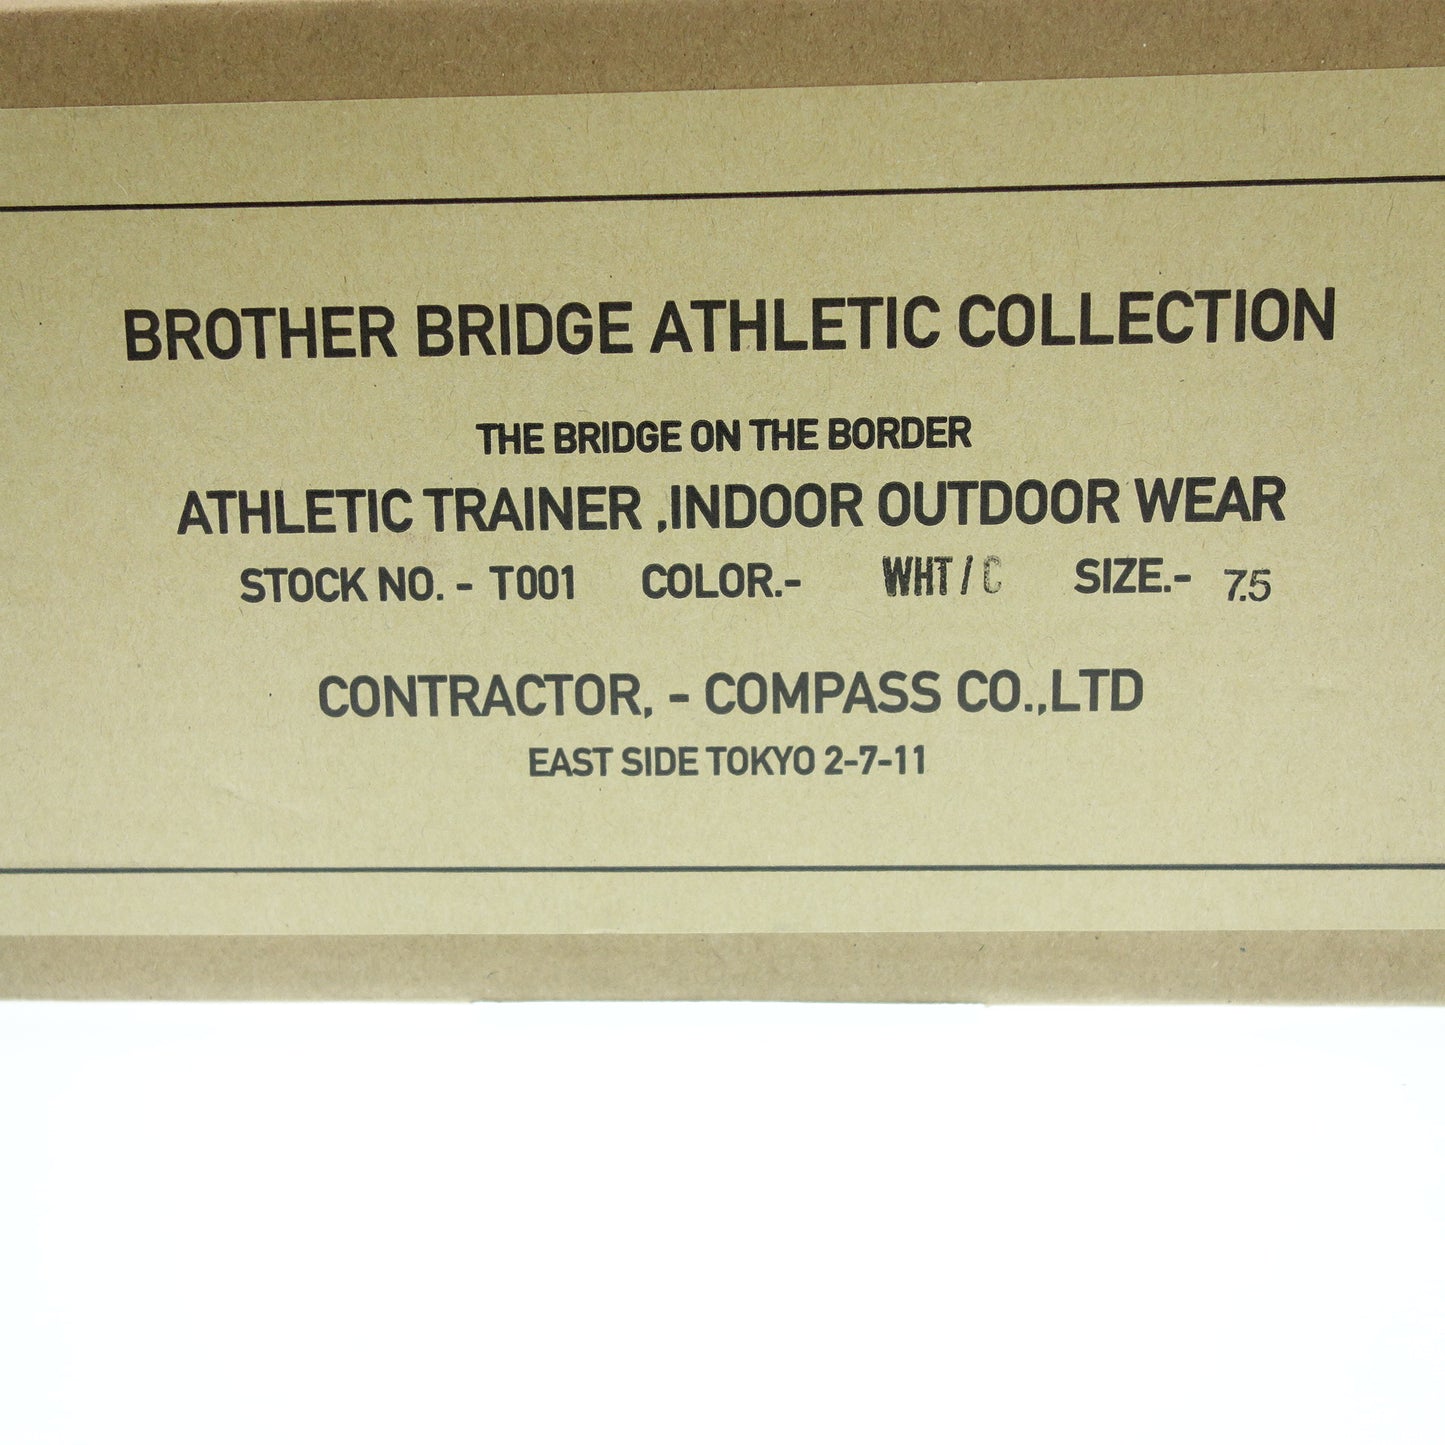 BROTHER BRIDGE ATHLETIC COLLECTION
THE BRIDGE ON THE BORDER
ATHLETIC TRAINER ,INDOOR OUTDOOR WEAR
STOCK NO. - T001 COLOR.- WHT / C SIZE.- 7.5
CONTRACTOR, - COMPASS CO.,LTD
EAST SIDE TOKYO 2-7-11